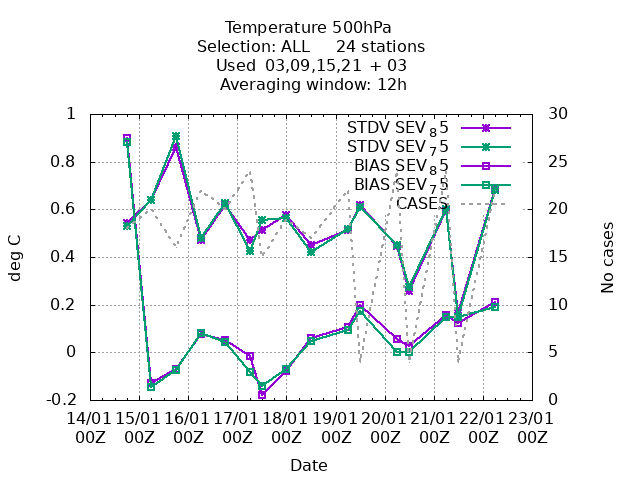 Temperature 500hPa
Selection: ALL     24 stations
Used  03,09,15,21 + 03
Averaging window: 12h
1
0.8
0.6
0.4
0.2
0
-0.2
deg C
30
25
20
15
10
5
0
No cases
STDV SEV₈5
STDV SEV₇5
BIAS SEV₈5
BIAS SEV₇5
CASES
14/01 15/01 16/01 17/01 18/01 19/01 20/01 21/01 22/01 23/01
00Z 00Z 00Z 00Z 00Z 00Z 00Z 00Z 00Z 00Z
Date